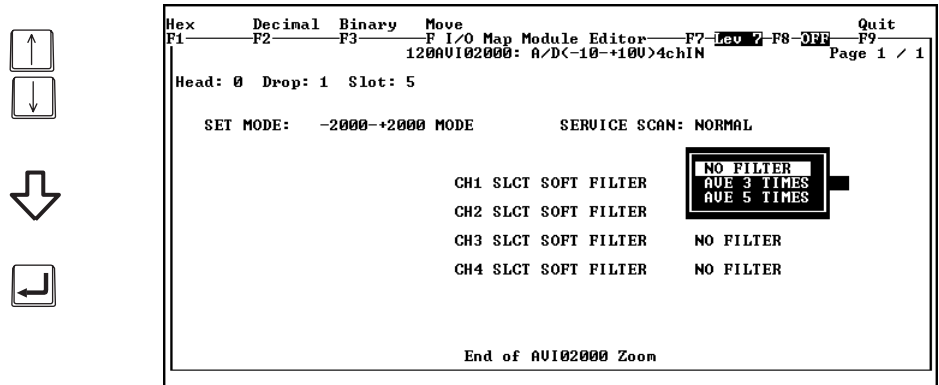 Hex Decimal Binary Move Quit
F1 F2 F3 F I/O Map Module Editor F7-Lev 7-F8-OFF F9
120AVI02000: A/D(-10-+10V)4chIN Page 1 / 1
Head: 0 Drop: 1 Slot: 5
SET MODE: -2000-+2000 MODE SERVICE SCAN: NORMAL
NO FILTER
CH1 SLCT SOFT FILTER AVE 3 TIMES
AVE 5 TIMES
CH2 SLCT SOFT FILTER
CH3 SLCT SOFT FILTER NO FILTER
CH4 SLCT SOFT FILTER NO FILTER
End of AVI02000 Zoom